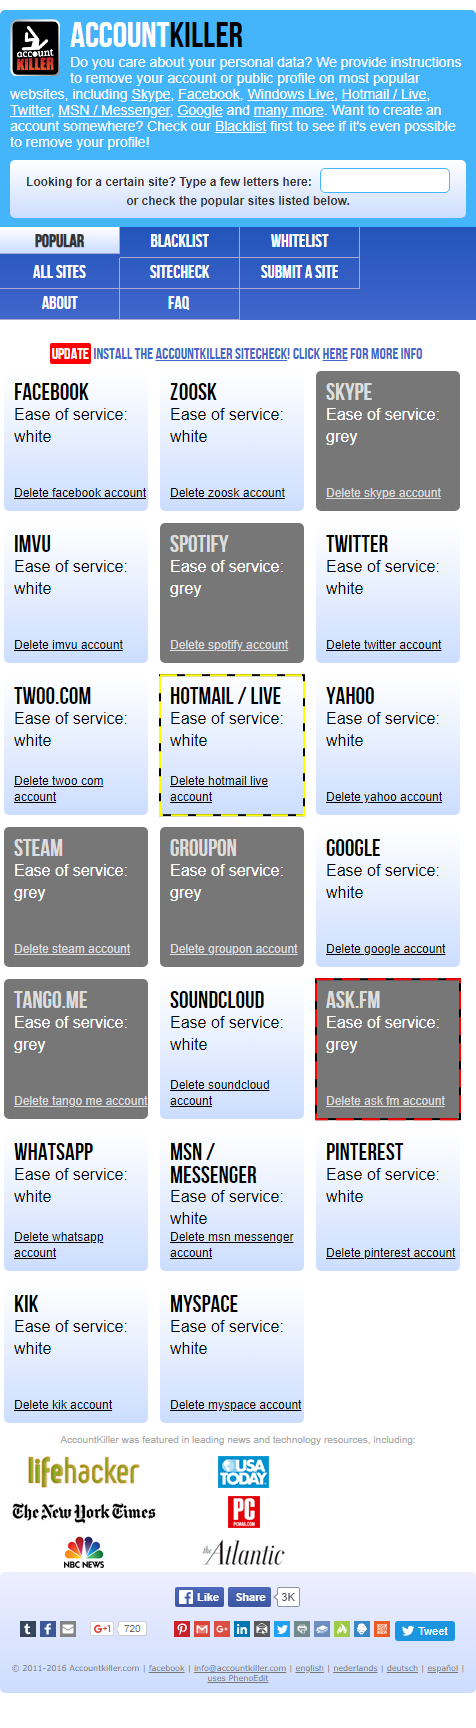 account
KILLER
ACCOUNTKILLER
Do you care about your personal data? We provide instructions
to remove your account or public profile on most popular
websites, including Skype, Facebook, Windows Live, Hotmail / Live,
Twitter, MSN / Messenger, Google and many more. Want to create an
account somewhere? Check our Blacklist first to see if it's even possible
to remove your profile!
Looking for a certain site? Type a few letters here:
or check the popular sites listed below.
POPULAR BLACKLIST WHITELIST
ALL SITES SITECHECK SUBMIT A SITE
ABOUT FAQ
UPDATE INSTALL THE ACCOUNTKILLER SITECHECK! CLICK HERE FOR MORE INFO
FACEBOOK
Ease of service:
white
Delete facebook account
ZOOSK
Ease of service:
white
Delete zoosk account
SKYPE
Ease of service:
grey
Delete skype account
IMVU
Ease of service:
white
Delete imvu account
SPOTIFY
Ease of service:
grey
Delete spotify account
TWITTER
Ease of service:
white
Delete twitter account
TWOO.COM
Ease of service:
white
Delete twoo com
account
HOTMAIL / LIVE
Ease of service:
white
Delete hotmail live
account
YAHOO
Ease of service:
white
Delete yahoo account
STEAM
Ease of service:
grey
Delete steam account
GROUPON
Ease of service:
grey
Delete groupon account
GOOGLE
Ease of service:
white
Delete google account
TANGO.ME
Ease of service:
grey
Delete tango me account
SOUNDCLOUD
Ease of service:
white
Delete soundcloud
account
ASK.FM
Ease of service:
grey
Delete ask fm account
WHATSAPP
Ease of service:
white
Delete whatsapp
account
MSN /
MESSENGER
Ease of service:
white
Delete msn messenger
account
PINTEREST
Ease of service:
white
Delete pinterest account
KIK
Ease of service:
white
Delete kik account
MYSPACE
Ease of service:
white
Delete myspace account
AccountKiller was featured in leading news and technology resources, including:
lifehacker
USA
TODAY
The New York Times
PC
PCMAG.COM
NBC NEWS
the Atlantic
Like Share 3K
G+1 720 Tweet
© 2011-2016 Accountkiller.com | facebook | info@accountkiller.com | english | nederlands | deutsch | español |
uses PhenoEdit